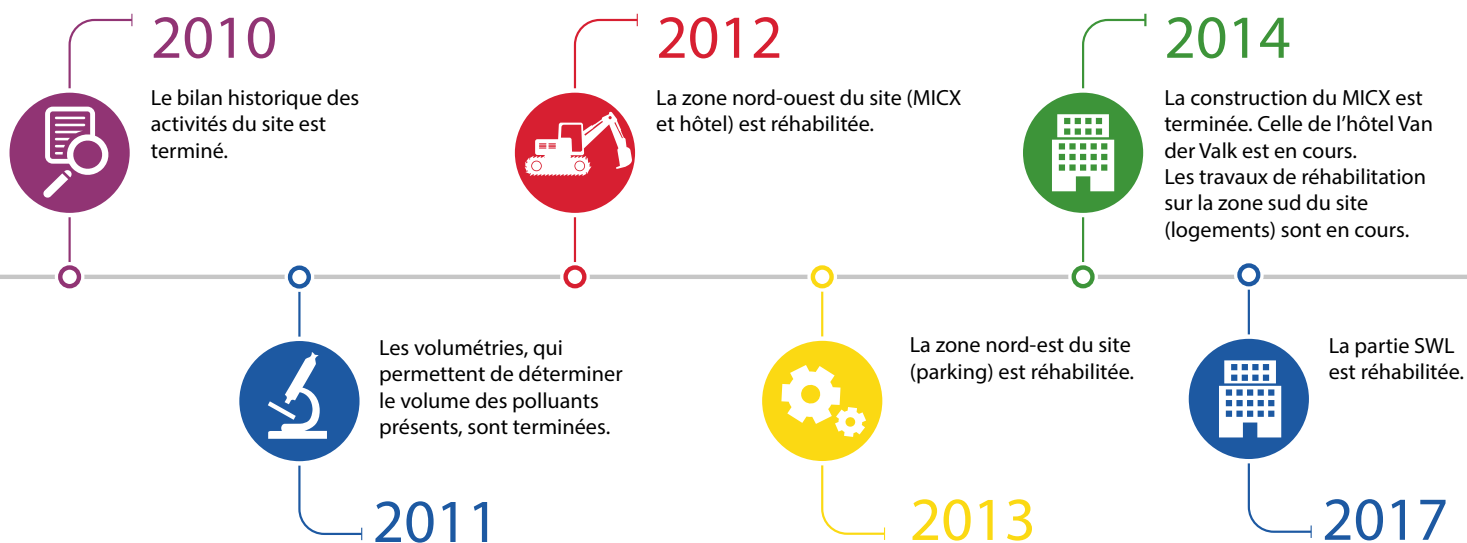 2010
Le bilan historique des
activités du site est
terminé.
2011
Les volumétries, qui
permettent de déterminer
le volume des polluants
présents, sont terminées.
2012
La zone nord-ouest du site (MICX
et hôtel) est réhabilitée.
2013
La zone nord-est du site
(parking) est réhabilitée.
2014
La construction du MICX est
terminée. Celle de l’hôtel Van
der Valk est en cours.
Les travaux de réhabilitation
sur la zone sud du site
(logements) sont en cours.
2017
La partie SWL
est réhabilitée.